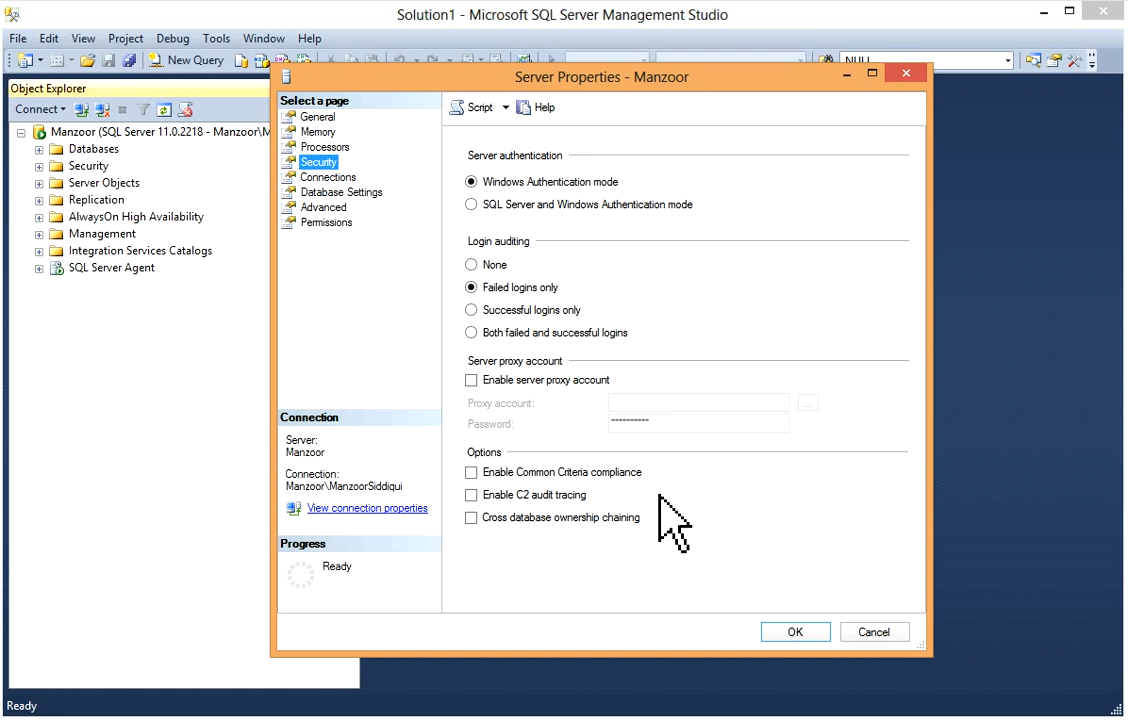 Solution1 - Microsoft SQL Server Management Studio
File Edit View Project Debug Tools Window Help
New Query
NULL
Object Explorer
Connect
Manzoor (SQL Server 11.0.2218 - Manzoor\M
Databases
Security
Server Objects
Replication
AlwaysOn High Availability
Management
Integration Services Catalogs
SQL Server Agent
Server Properties - Manzoor
Select a page
General
Memory
Processors
Security
Connections
Database Settings
Advanced
Permissions
Connection
Server:
Manzoor
Connection:
Manzoor\ManzoorSiddiqui
View connection properties
Progress
Ready
Script Help
Server authentication
Windows Authentication mode
SQL Server and Windows Authentication mode
Login auditing
None
Failed logins only
Successful logins only
Both failed and successful logins
Server proxy account
Enable server proxy account
Proxy account: ...
Password: **********
Options
Enable Common Criteria compliance
Enable C2 audit tracing
Cross database ownership chaining
OK Cancel
Ready